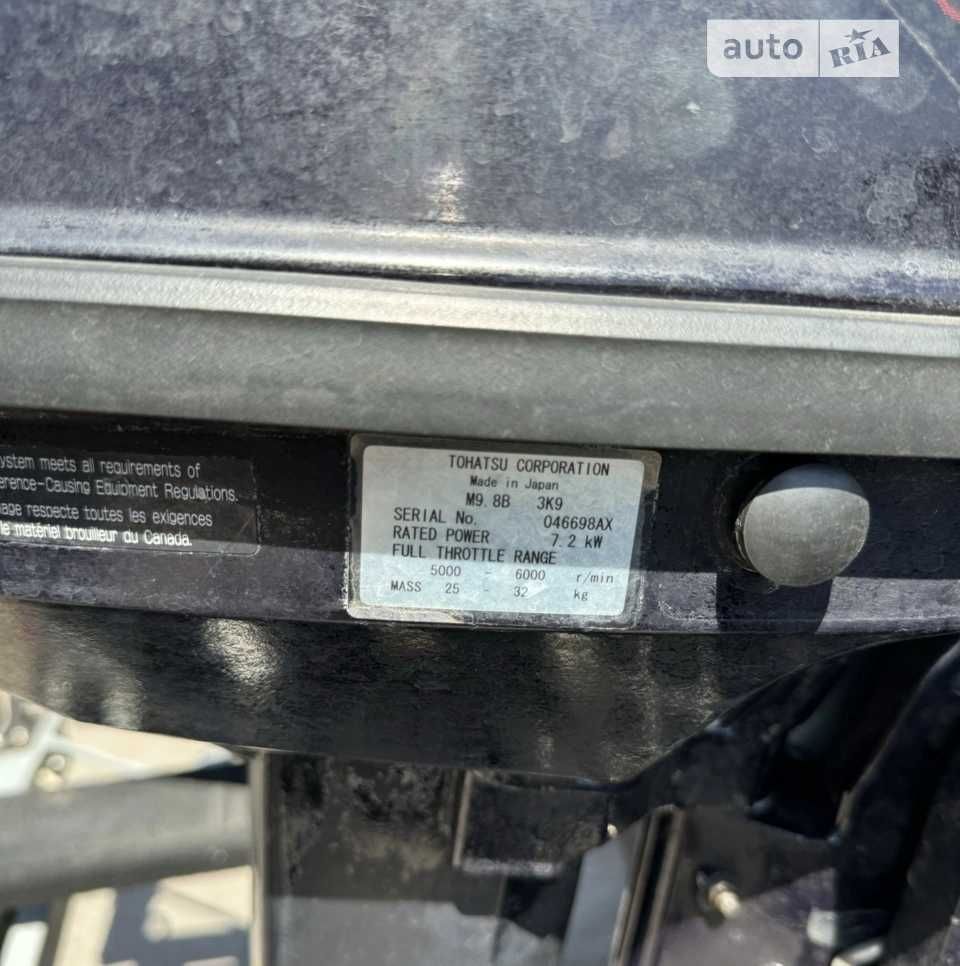 auto RIA
ystem meets all requirements of
erence-Causing Equipment Regulations.
nage respecte toutes les exigences
le matériel brouilleur du Canada.
TOHATSU CORPORATION
Made in Japan
M9.8B 3K9
SERIAL No. 046698AX
RATED POWER 7.2 kW
FULL THROTTLE RANGE
5000 - 6000 r/min
MASS 25 - 32 kg